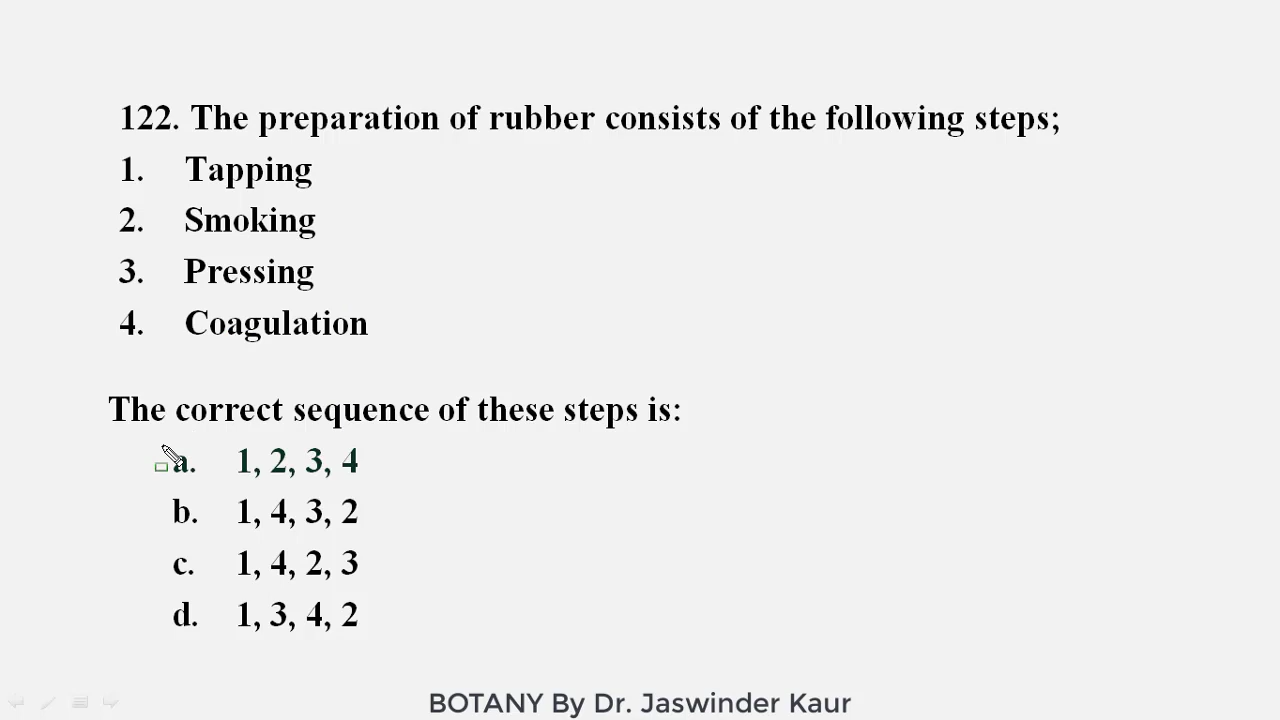 122. The preparation of rubber consists of the following steps;
1. Tapping
2. Smoking
3. Pressing
4. Coagulation
The correct sequence of these steps is:
a. 1, 2, 3, 4
b. 1, 4, 3, 2
c. 1, 4, 2, 3
d. 1, 3, 4, 2
BOTANY By Dr. Jaswinder Kaur